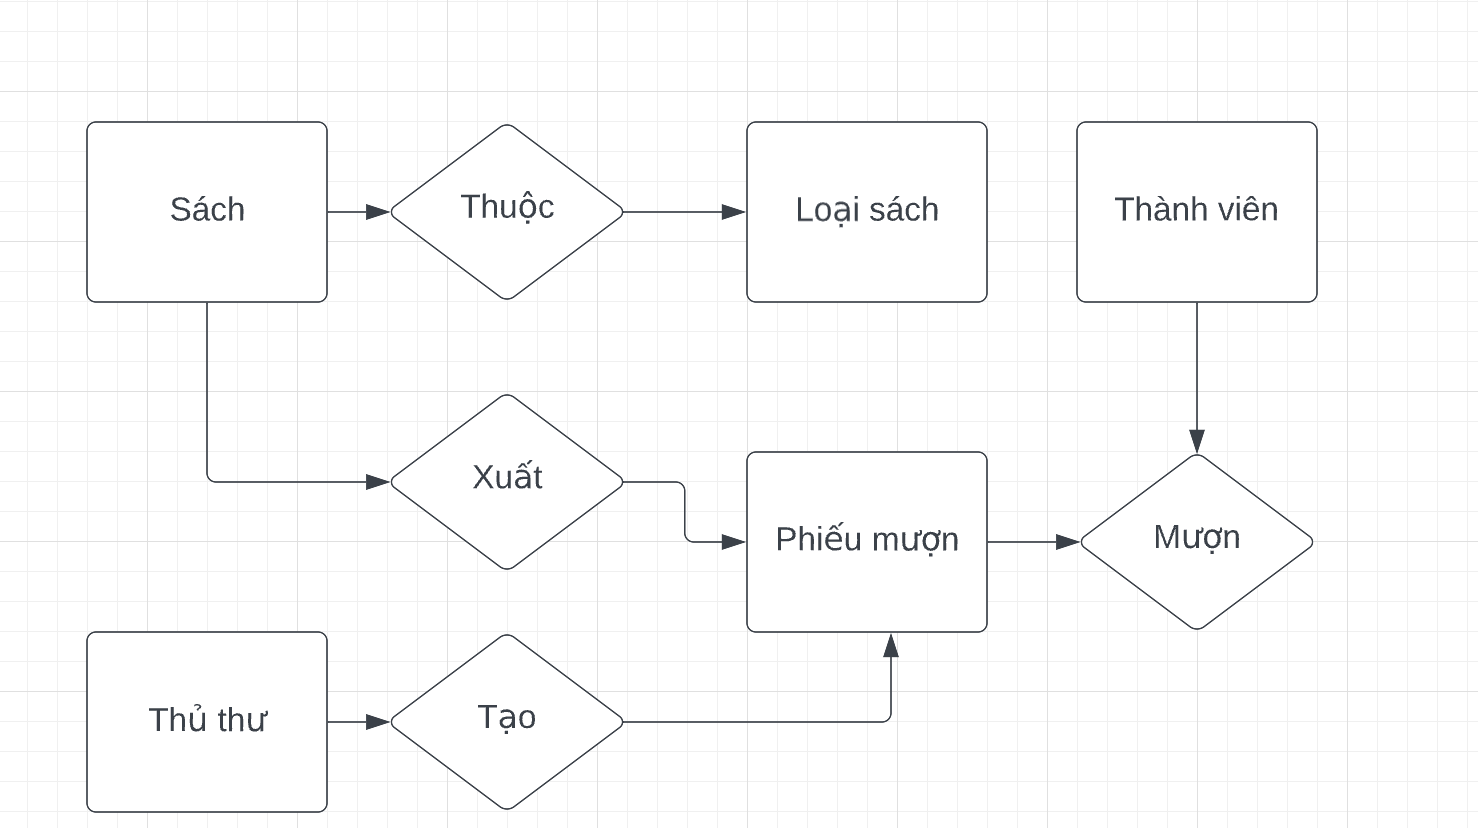 Sách
Thuộc
Loại sách
Thành viên
Xuất
Phiếu mượn
Mượn
Thủ thư
Tạo